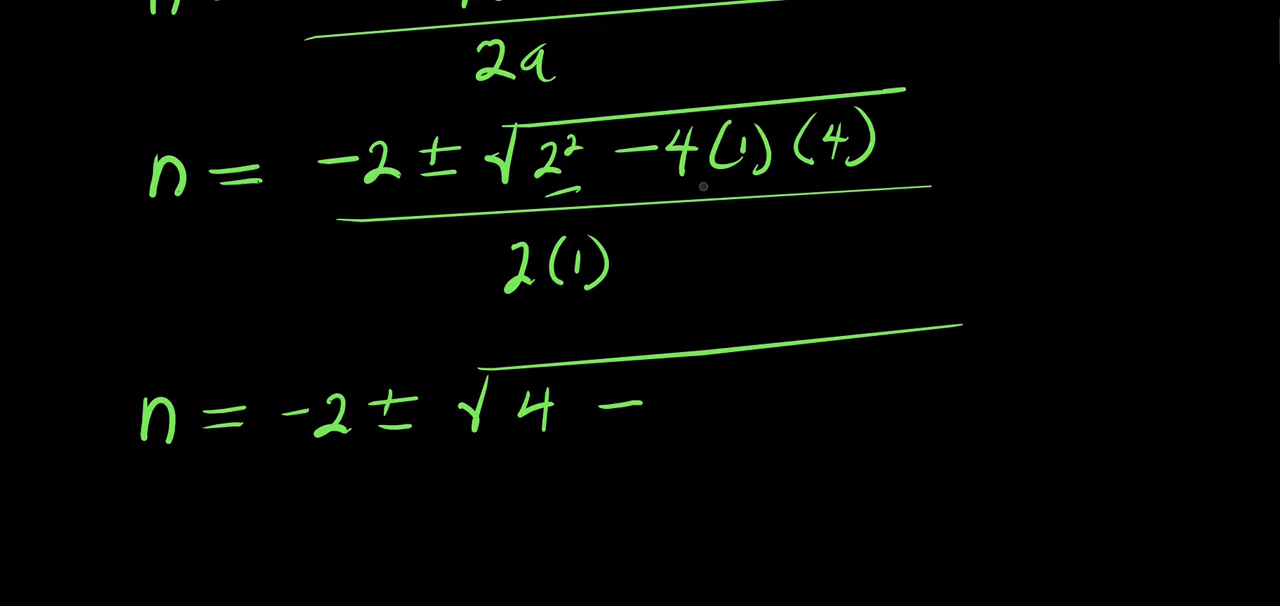 2a
n = -2 ± √2² - 4(1)(4)
2(1)
n = -2 ± √4 -